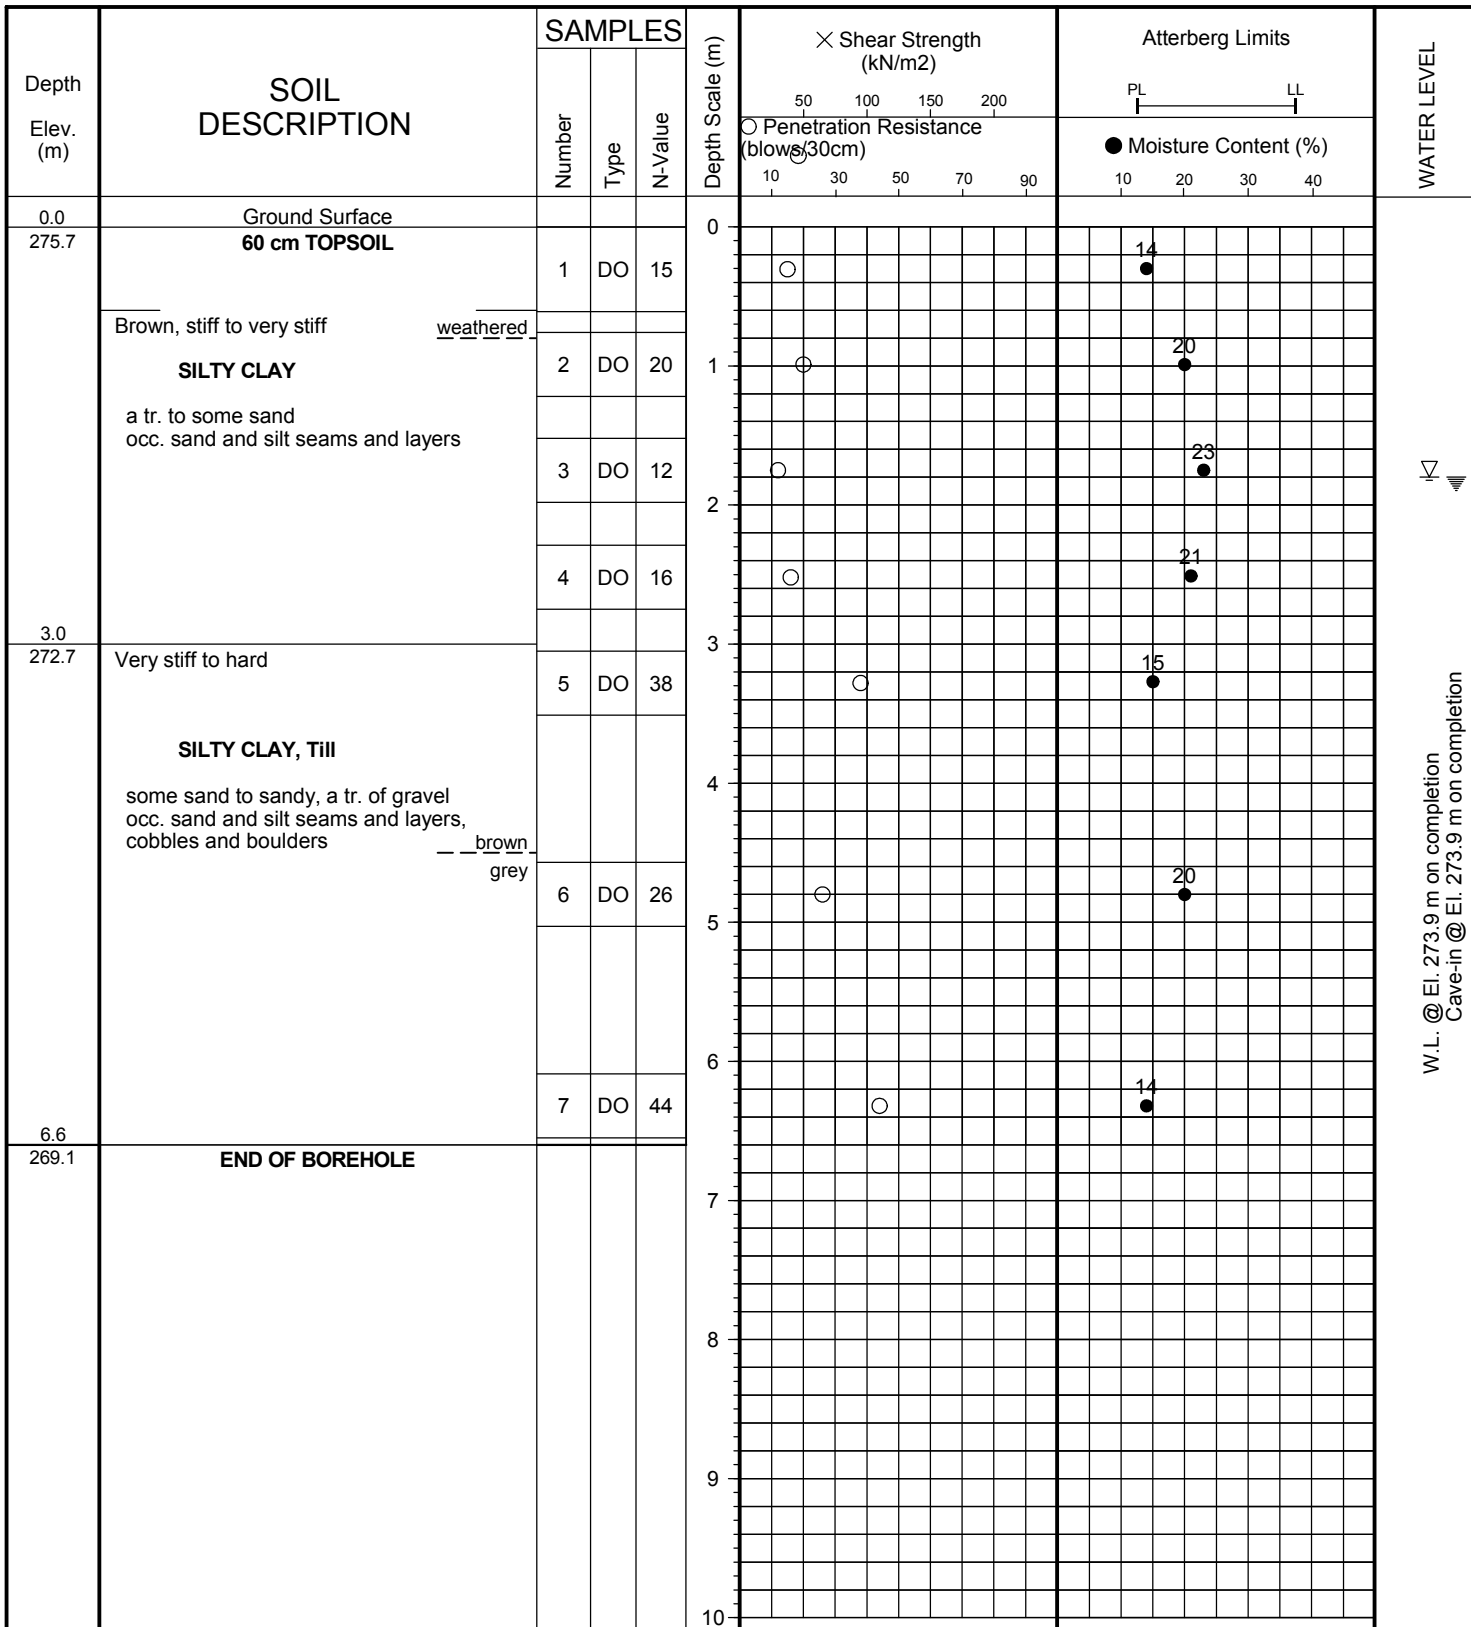 Depth
Elev.
(m)
SOIL
DESCRIPTION
SAMPLES
Number
Type
N-Value
Depth Scale (m)
Shear Strength
(kN/m2)
50 100 150 200
Penetration Resistance
(blows/30cm)
10 30 50 70 90
Atterberg Limits
PL LL
Moisture Content (%)
10 20 30 40
WATER LEVEL
0.0 Ground Surface
275.7 60 cm TOPSOIL
1 DO 15
14
Brown, stiff to very stiff weathered
SILTY CLAY
2 DO 20
20
a tr. to some sand
occ. sand and silt seams and layers
3 DO 12
23
4 DO 16
21
3.0
272.7 Very stiff to hard
5 DO 38
15
SILTY CLAY, Till
some sand to sandy, a tr. of gravel
occ. sand and silt seams and layers,
cobbles and boulders brown
grey
6 DO 26
20
7 DO 44
14
6.6
269.1 END OF BOREHOLE
0
1
2
3
4
5
6
7
8
9
10
W.L. @ El. 273.9 m on completion
Cave-in @ El. 273.9 m on completion